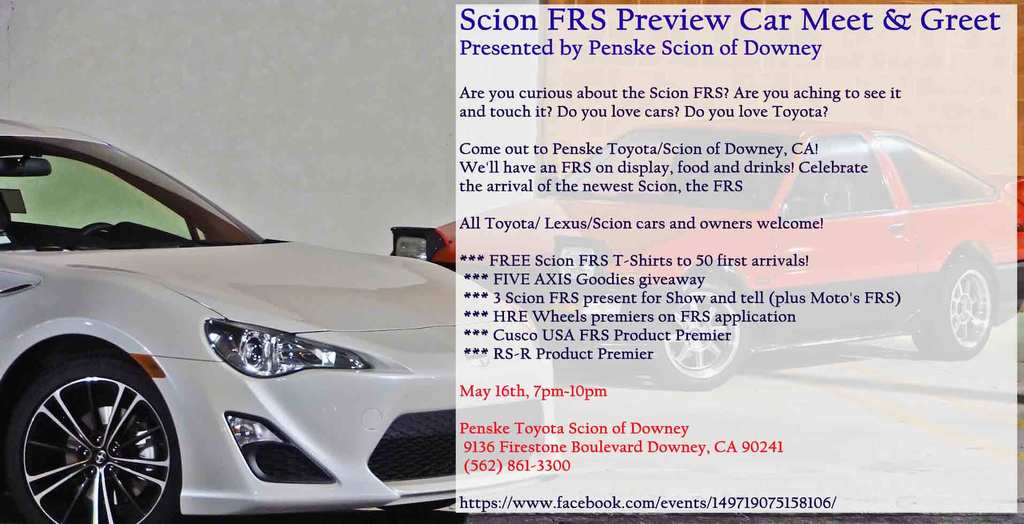 Scion FRS Preview Car Meet & Greet
Presented by Penske Scion of Downey
Are you curious about the Scion FRS? Are you aching to see it
and touch it? Do you love cars? Do you love Toyota?
Come out to Penske Toyota/Scion of Downey, CA!
We'll have an FRS on display, food and drinks! Celebrate
the arrival of the newest Scion, the FRS
All Toyota/ Lexus/Scion cars and owners welcome!
*** FREE Scion FRS T-Shirts to 50 first arrivals!
*** FIVE AXIS Goodies giveaway
*** 3 Scion FRS present for Show and tell (plus Moto's FRS)
*** HRE Wheels premiers on FRS application
*** Cusco USA FRS Product Premier
*** RS-R Product Premier
May 16th, 7pm-10pm
Penske Toyota Scion of Downey
9136 Firestone Boulevard Downey, CA 90241
(562) 861-3300
https://www.facebook.com/events/149719075158106/